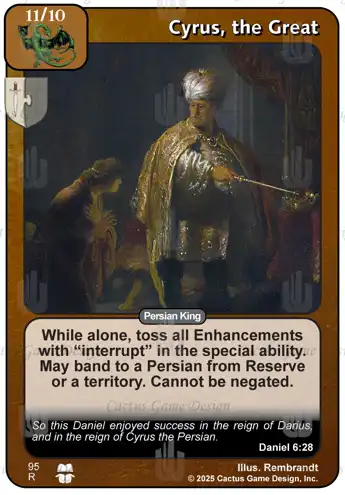 11/10
Cyrus, the Great
Persian King
While alone, toss all Enhancements
with "interrupt" in the special ability.
May band to a Persian from Reserve
or a territory. Cannot be negated.
Cactus Game Design
So this Daniel enjoyed success in the reign of Darius,
and in the reign of Cyrus the Persian.
Daniel 6:28
95
R
Illus. Rembrandt
© 2025 Cactus Game Design, Inc.